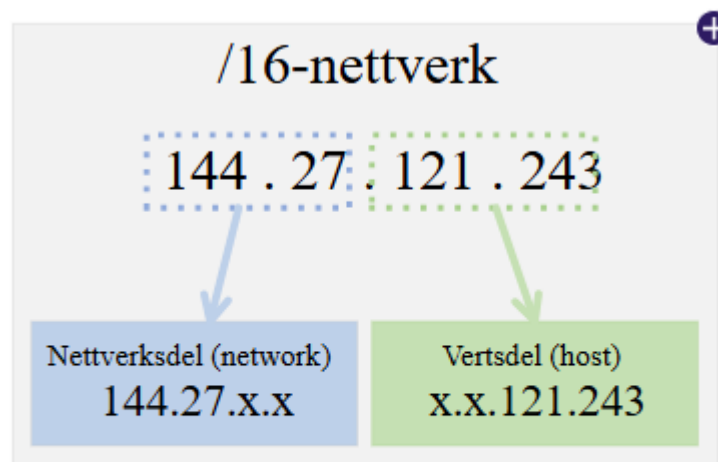 /16-nettverk
144 . 27 . 121 . 243
Nettverksdel (network)
144.27.x.x
Vertsdel (host)
x.x.121.243